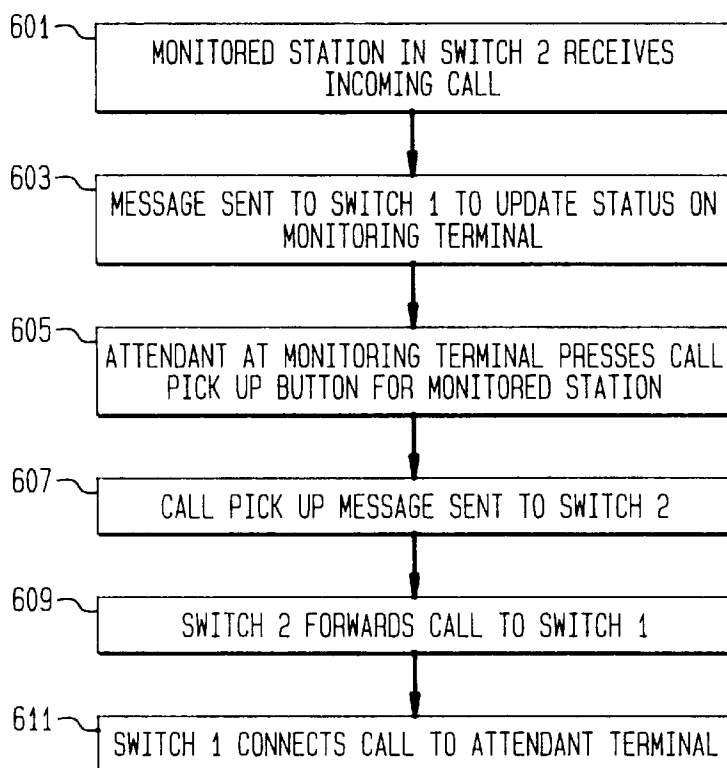 601
MONITORED STATION IN SWITCH 2 RECEIVES
INCOMING CALL
603
MESSAGE SENT TO SWITCH 1 TO UPDATE STATUS ON
MONITORING TERMINAL
605
ATTENDANT AT MONITORING TERMINAL PRESSES CALL
PICK UP BUTTON FOR MONITORED STATION
607
CALL PICK UP MESSAGE SENT TO SWITCH 2
609
SWITCH 2 FORWARDS CALL TO SWITCH 1
611
SWITCH 1 CONNECTS CALL TO ATTENDANT TERMINAL